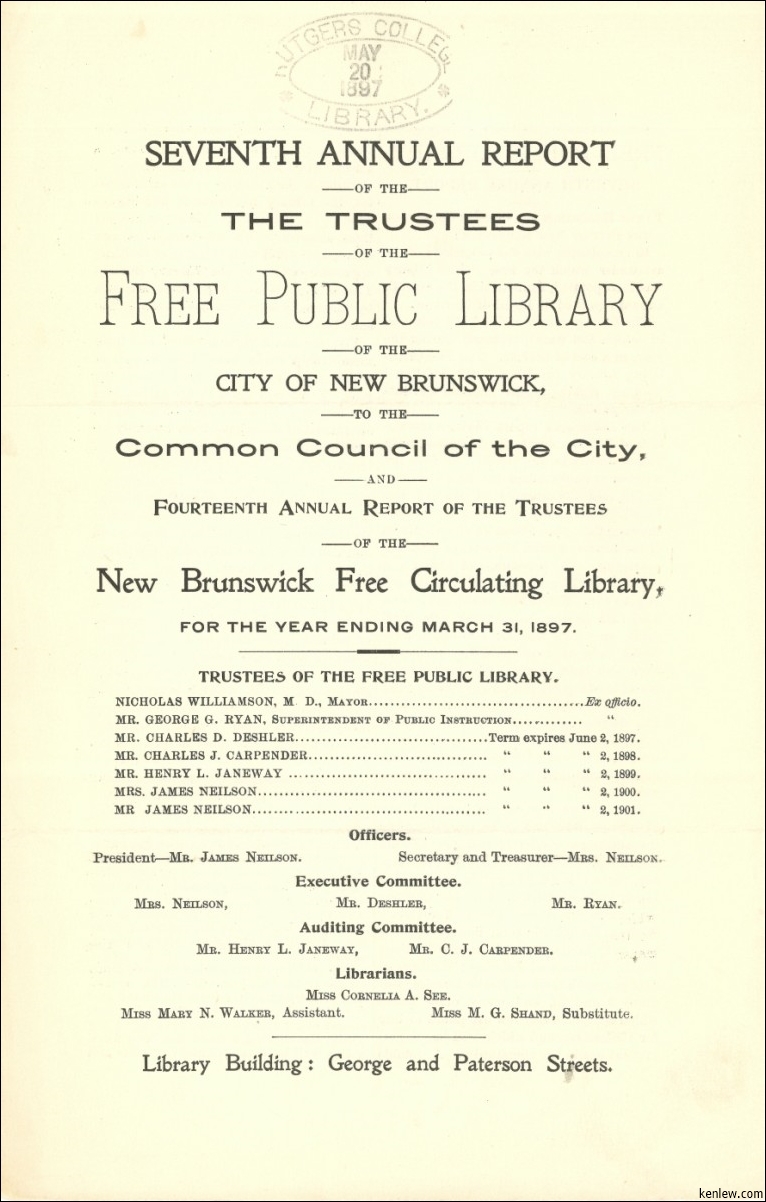 RUTGERS COLLEGE
MAY
20
1897
LIBRARY.
SEVENTH ANNUAL REPORT
OF THE
THE TRUSTEES
OF THE
FREE PUBLIC LIBRARY
OF THE
CITY OF NEW BRUNSWICK,
TO THE
Common Council of the City,
AND
FOURTEENTH ANNUAL REPORT OF THE TRUSTEES
OF THE
New Brunswick Free Circulating Library,
FOR THE YEAR ENDING MARCH 31, 1897.
TRUSTEES OF THE FREE PUBLIC LIBRARY.
NICHOLAS WILLIAMSON, M. D., MAYOR........................................Ex officio.
MR. GEORGE G. RYAN, SUPERINTENDENT OF PUBLIC INSTRUCTION............. “
MR. CHARLES D. DESHLER....................................Term expires June 2, 1897.
MR. CHARLES J. CARPENDER.................................. “ “ “ 2, 1898.
MR. HENRY L. JANEWAY ..................................... “ “ “ 2, 1899.
MRS. JAMES NEILSON........................................... “ “ “ 2, 1900.
MR JAMES NEILSON............................................ “ “ “ 2, 1901.
Officers.
President—MR. JAMES NEILSON. Secretary and Treasurer—MRS. NEILSON.
Executive Committee.
MRS. NEILSON, MR. DESHLER, MR. RYAN.
Auditing Committee.
MR. HENRY L. JANEWAY, MR. C. J. CARPENDER.
Librarians.
MISS CORNELIA A. SEE.
MISS MARY N. WALKER, Assistant. MISS M. G. SHAND, Substitute.
Library Building: George and Paterson Streets.
kenlew.com